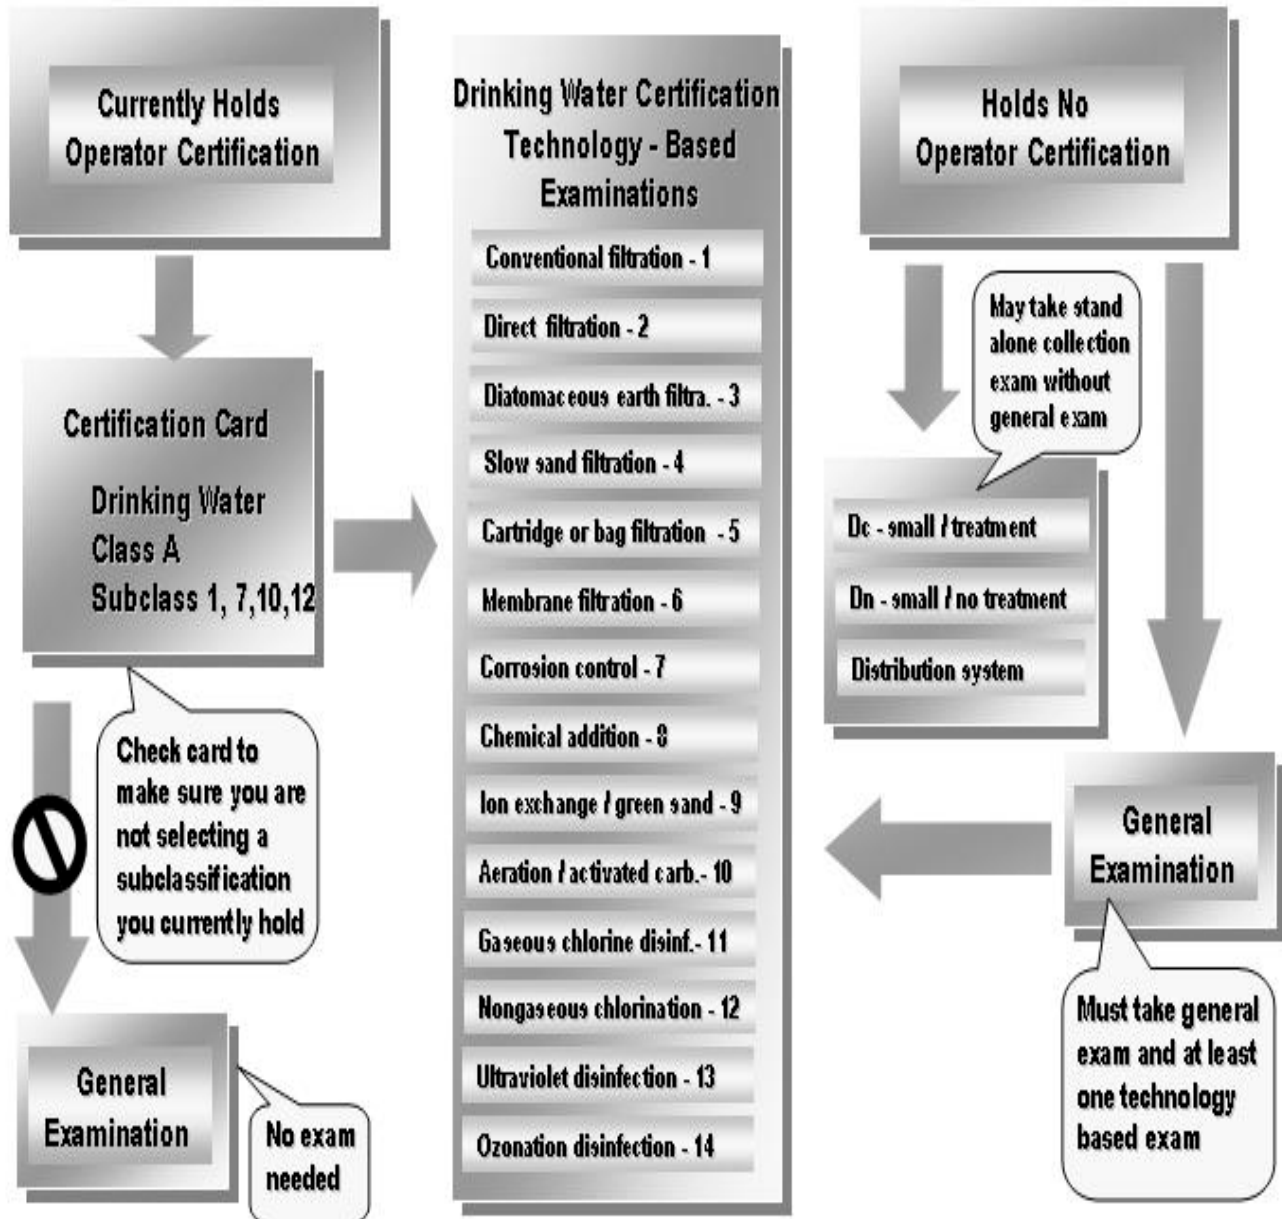 Currently Holds
Operator Certification
Certification Card
Drinking Water
Class A
Subclass 1, 7,10,12
Check card to
make sure you are
not selecting a
subclassification
you currently hold
General
Examination
No exam
needed
Drinking Water Certification
Technology - Based
Examinations
Conventional filtration - 1
Direct filtration - 2
Diatomaceous earth filtra. - 3
Slow sand filtration - 4
Cartridge or bag filtration - 5
Membrane filtration - 6
Corrosion control - 7
Chemical addition - 8
Ion exchange / green sand - 9
Aeration / activated carb.- 10
Gaseous chlorine disinf.- 11
Nongaseous chlorination - 12
Ultraviolet disinfection - 13
Ozonation disinfection - 14
Holds No
Operator Certification
May take stand
alone collection
exam without
general exam
Dc - small / treatment
Dn - small / no treatment
Distribution system
General
Examination
Must take general
exam and at least
one technology
based exam